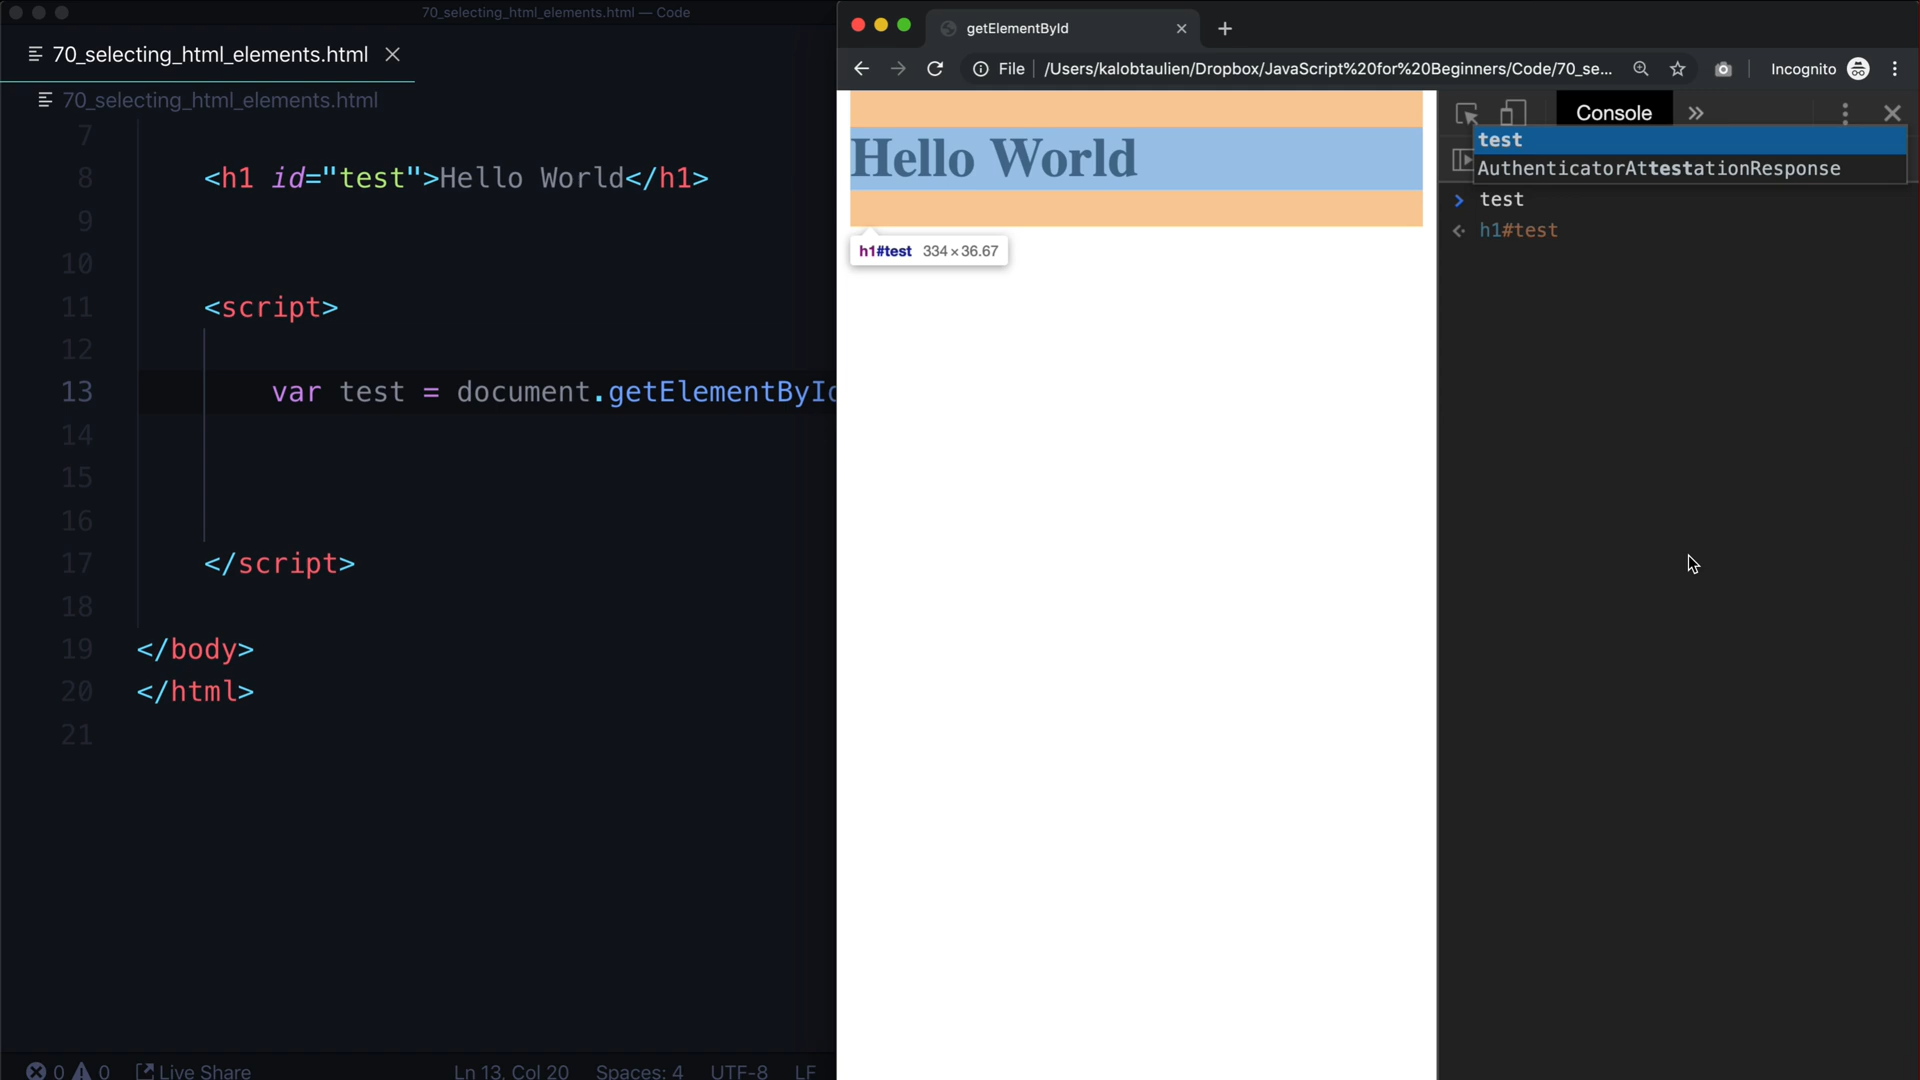 70_selecting_html_elements.html — Code
70_selecting_html_elements.html
70_selecting_html_elements.html
7
8 <h1 id="test">Hello World</h1>
9
10
11 <script>
12
13 var test = document.getElementById
14
15
16
17 </script>
18
19 </body>
20 </html>
21
0 0 Live Share Ln 13, Col 20 Spaces: 4 UTF-8 LF
getElementById
File /Users/kalobtaulien/Dropbox/JavaScript%20for%20Beginners/Code/70_se... Incognito
Hello World
h1#test 334 × 36.67
Console
test
AuthenticatorAttestationResponse
test
h1#test